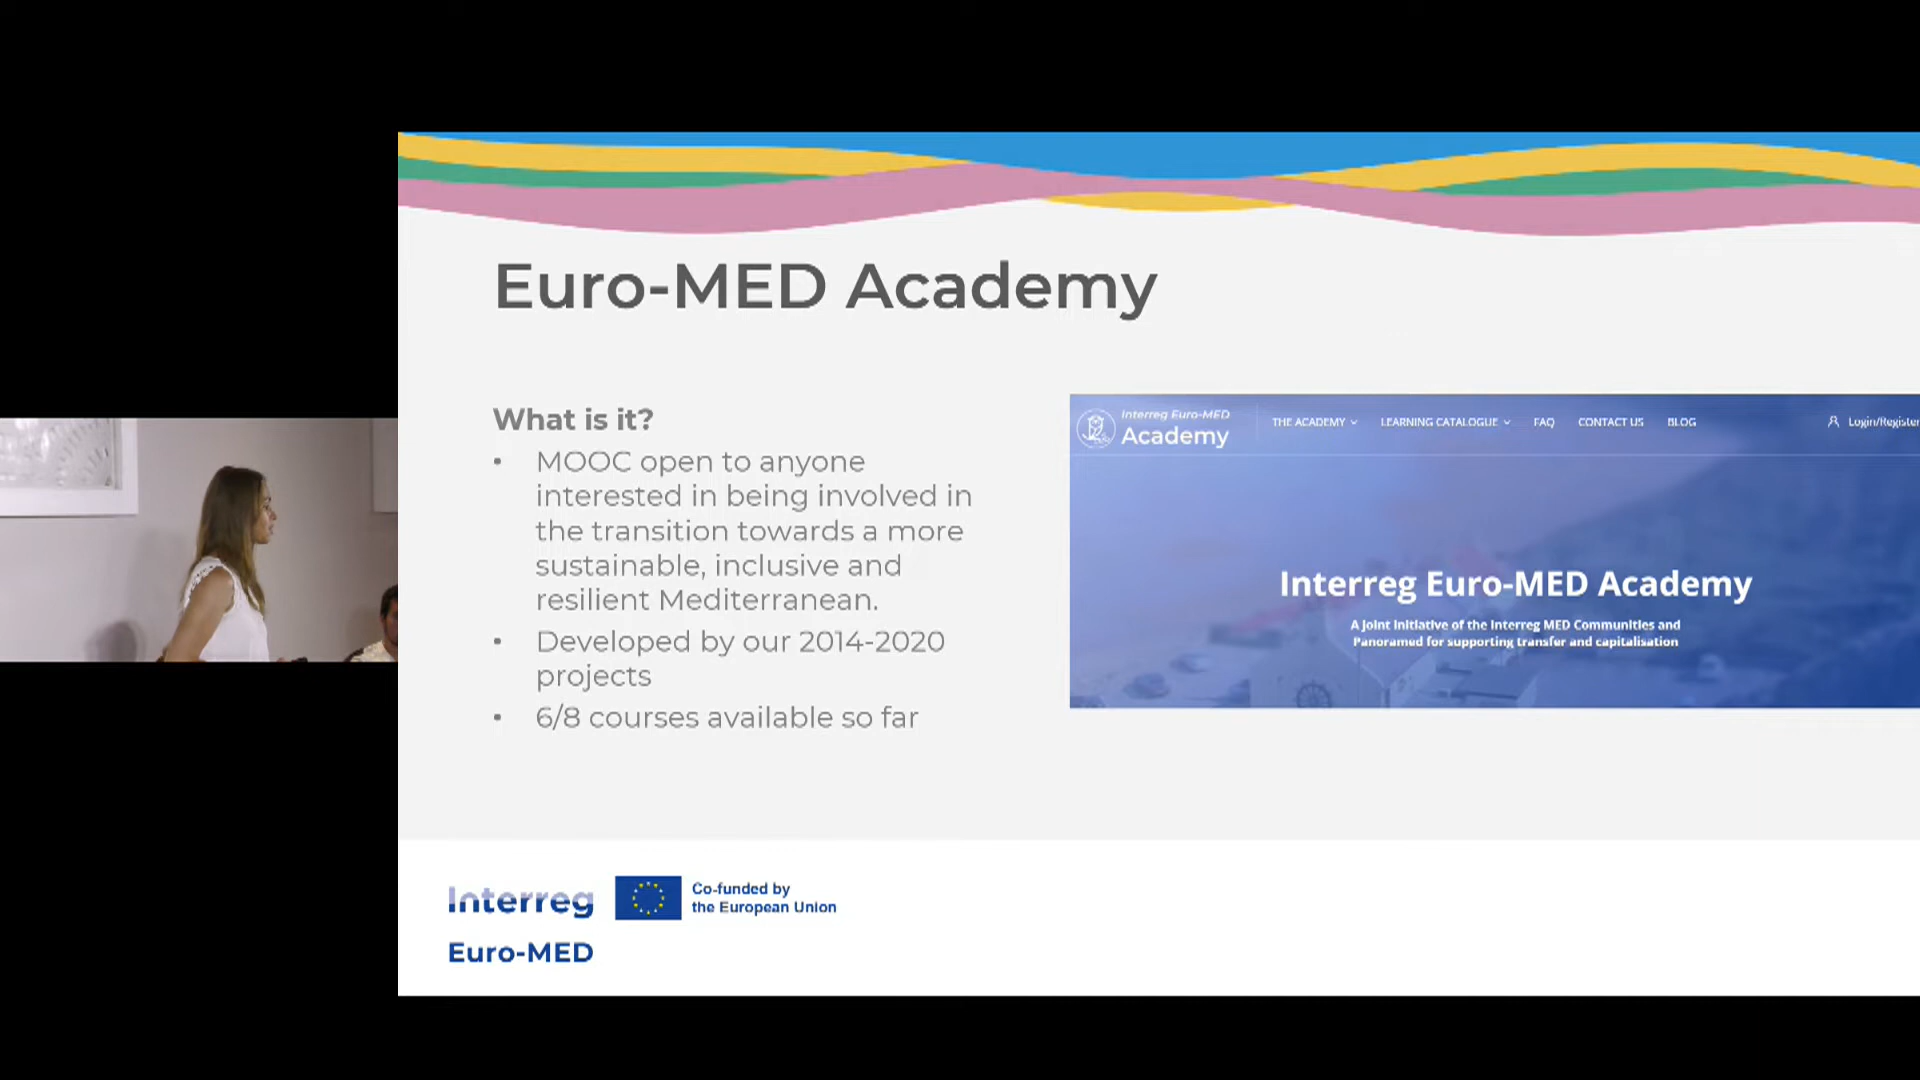 Euro-MED Academy
What is it?
• MOOC open to anyone
interested in being involved in
the transition towards a more
sustainable, inclusive and
resilient Mediterranean.
• Developed by our 2014-2020
projects
• 6/8 courses available so far
Interreg Euro-MED
Academy
THE ACADEMY
LEARNING CATALOGUE
FAQ
CONTACT US
BLOG
Login/Register
Interreg Euro-MED Academy
A joint initiative of the Interreg MED Communities and
Panoramed for supporting transfer and capitalisation
Interreg
Co-funded by
the European Union
Euro-MED